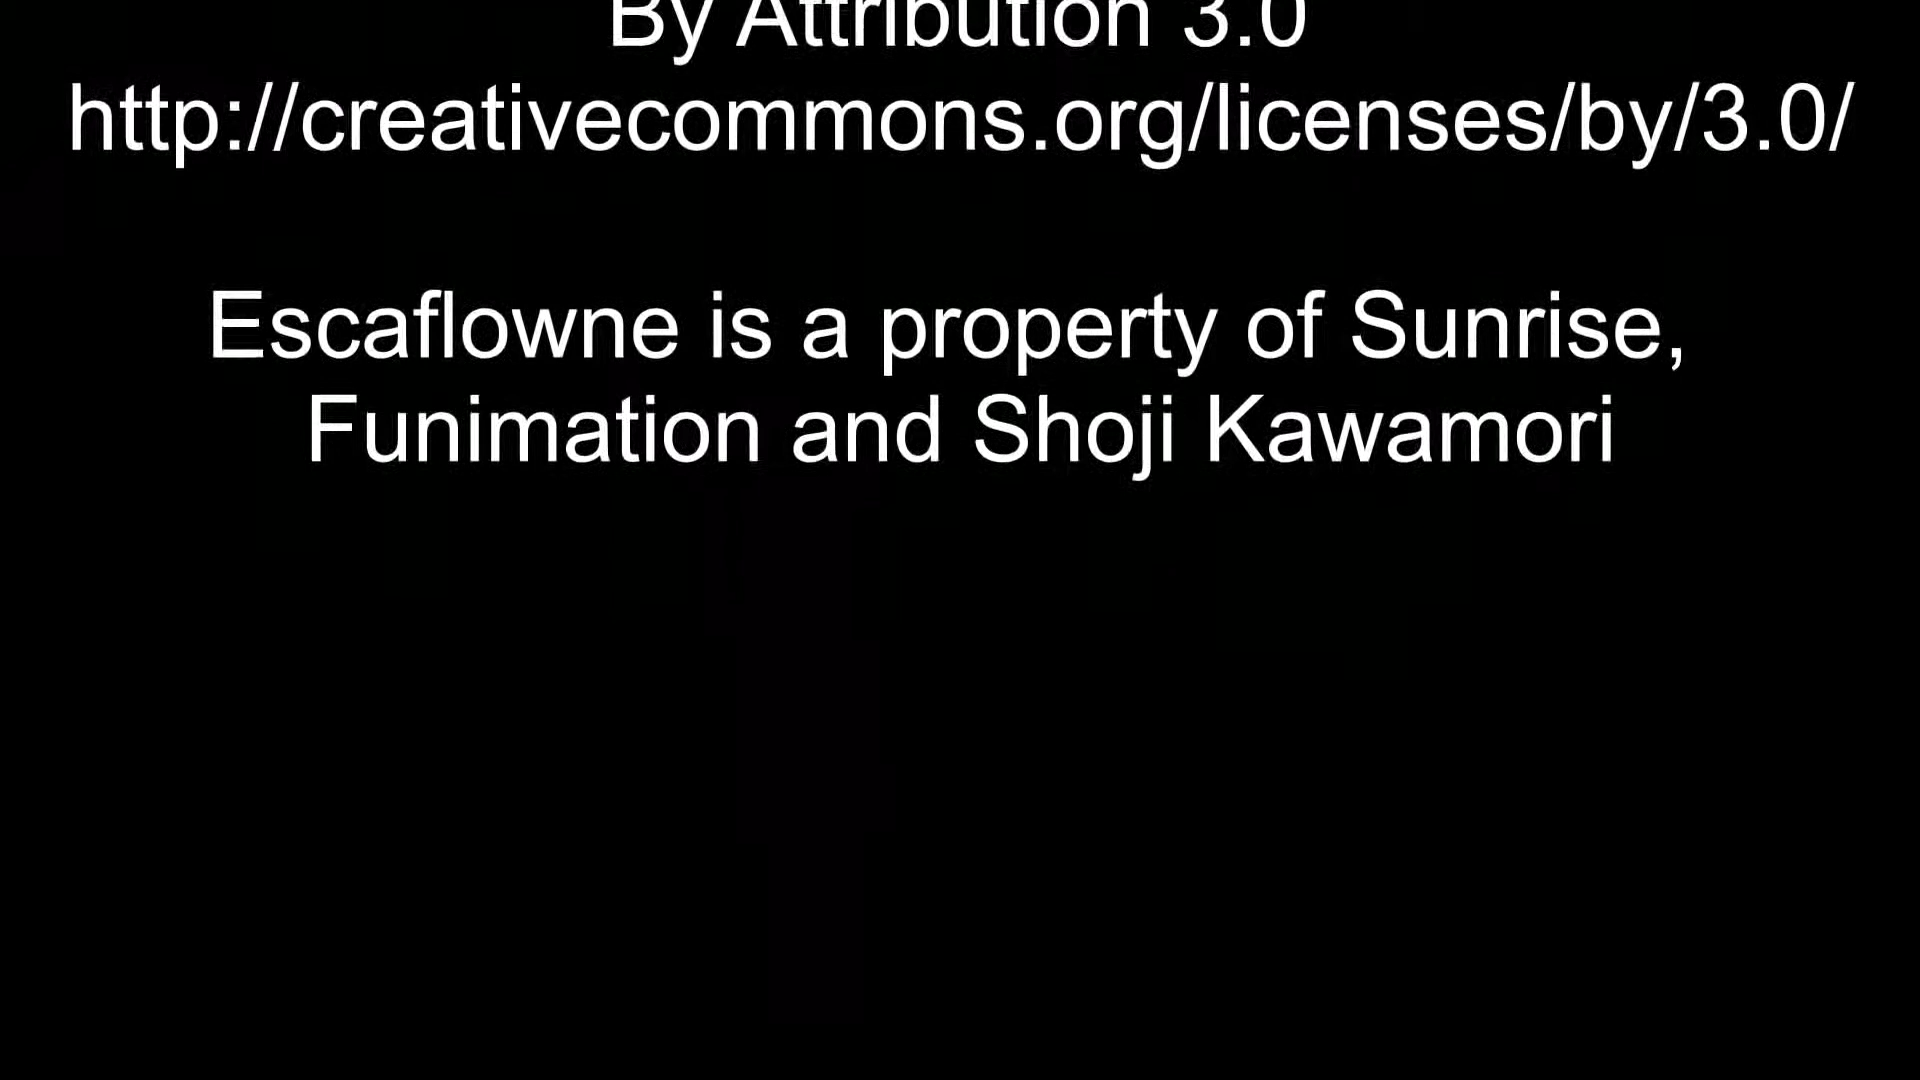 By Attribution 3.0
http://creativecommons.org/licenses/by/3.0/
Escaflowne is a property of Sunrise,
Funimation and Shoji Kawamori